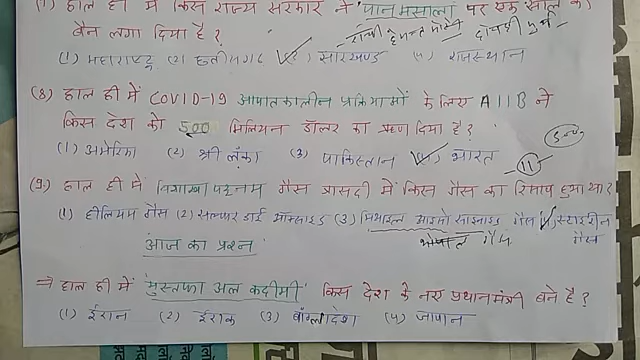 हाल ही में किस राज्य सरकार ने 'पानमसाला' पर एक साल का
बैन लगा दिया है?
(1) महाराष्ट्र (2) छतीसगढ (3) झारखण्ड (4) राजस्थान
(8) हाल ही में COVID-19 आपातकालीन प्रक्रियाओं के लिए AIIB ने
किस देश को 500 मिलियन डॉलर का ऋण दिया है?
(1) अमेरिका (2) श्री लंका (3) पाकिस्तान (4) भारत
(9) हाल ही में विशाखापट्टनम गैस त्रासदी में किस गैस का रिसाव हुआ था?
(1) हीलियम गैस (2) सल्फर डाई ऑक्साइड (3) मिथाइल आइसो साइनाइड गैस (4) स्टाइरीन गैस
भोपाल गैस
आज का प्रश्न
⇒ हाल ही में 'मुस्तफा अल कदीमी' किस देश के नए प्रधानमंत्री बने है?
(1) ईरान (2) ईराक (3) बांग्लादेश (4) जापान